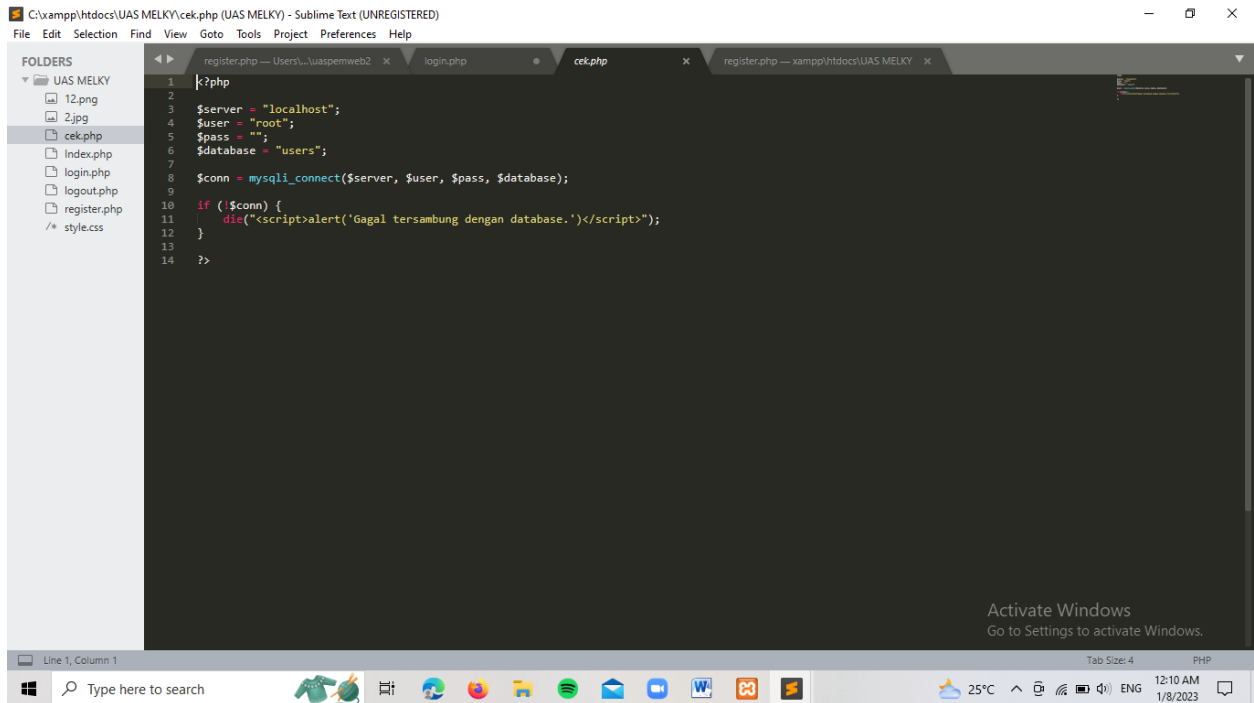 C:\xampp\htdocs\UAS MELKY\cek.php (UAS MELKY) - Sublime Text (UNREGISTERED)
File Edit Selection Find View Goto Tools Project Preferences Help
FOLDERS
UAS MELKY
12.png
2.jpg
cek.php
Index.php
login.php
logout.php
register.php
/* style.css
register.php — Users\...\uaspemweb2
login.php
cek.php
register.php — xampp\htdocs\UAS MELKY
1 <?php
2
3 $server = "localhost";
4 $user = "root";
5 $pass = "";
6 $database = "users";
7
8 $conn = mysqli_connect($server, $user, $pass, $database);
9
10 if (!$conn) {
11 die("<script>alert('Gagal tersambung dengan database.')</script>");
12 }
13
14 ?>
Activate Windows
Go to Settings to activate Windows.
Line 1, Column 1
Tab Size: 4
PHP
Type here to search
25°C
ENG
12:10 AM
1/8/2023